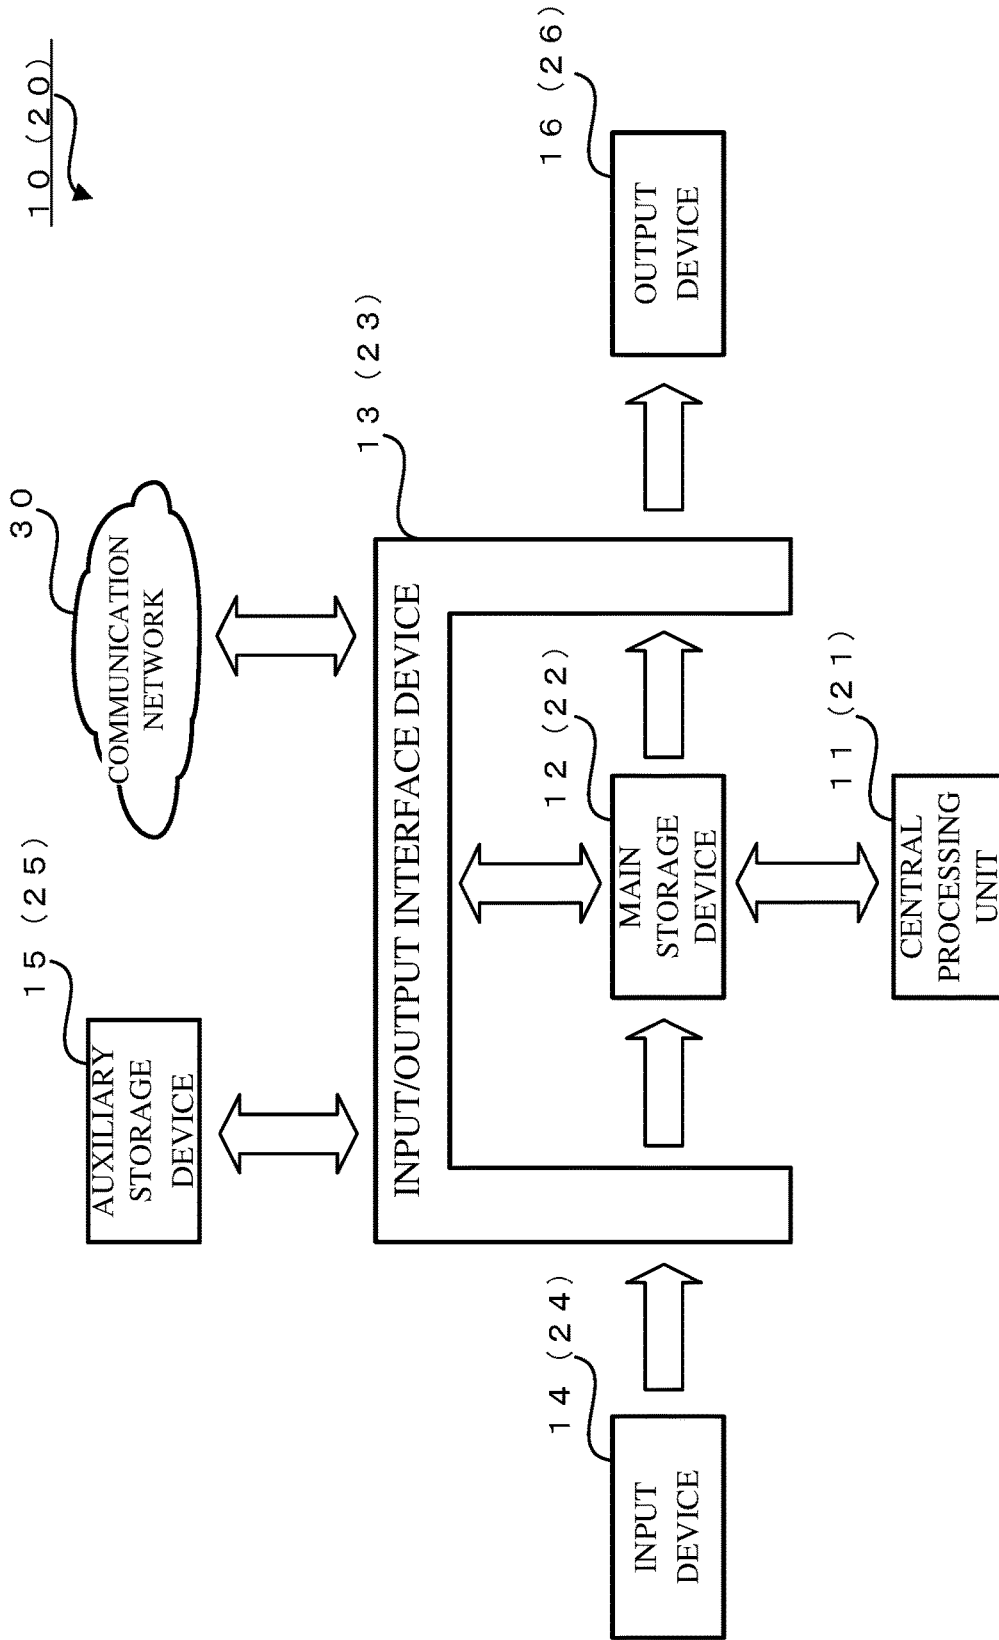 10 (20)
15 (25)
AUXILIARY
STORAGE
DEVICE
30
COMMUNICATION
NETWORK
13 (23)
INPUT/OUTPUT INTERFACE DEVICE
14 (24)
INPUT
DEVICE
12 (22)
MAIN
STORAGE
DEVICE
16 (26)
OUTPUT
DEVICE
11 (21)
CENTRAL
PROCESSING
UNIT